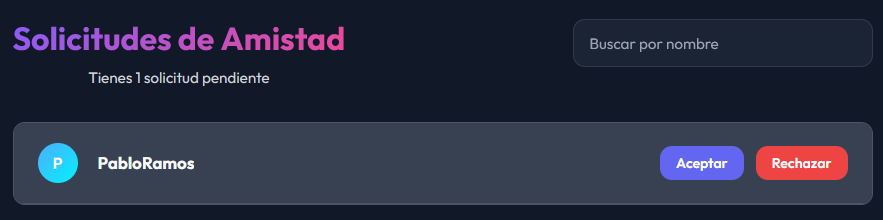 Solicitudes de Amistad
Buscar por nombre
Tienes 1 solicitud pendiente
P
PabloRamos
Aceptar
Rechazar